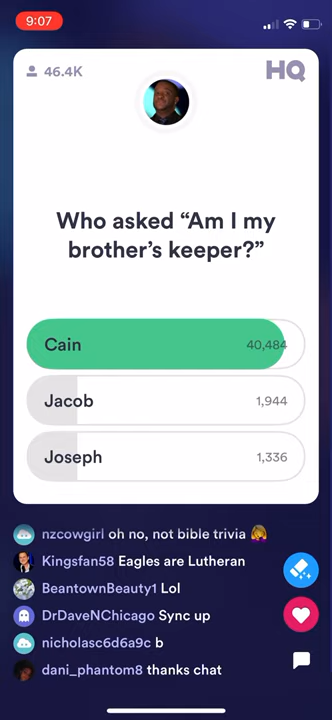 9:07
46.4K
HQ
Who asked “Am I my
brother’s keeper?”
Cain 40,484
Jacob 1,944
Joseph 1,336
nzcowgirl oh no, not bible trivia 🤦‍♀️
Kingsfan58 Eagles are Lutheran
BeantownBeauty1 Lol
DrDaveNChicago Sync up
nicholasc6d6a9c b
dani_phantom8 thanks chat